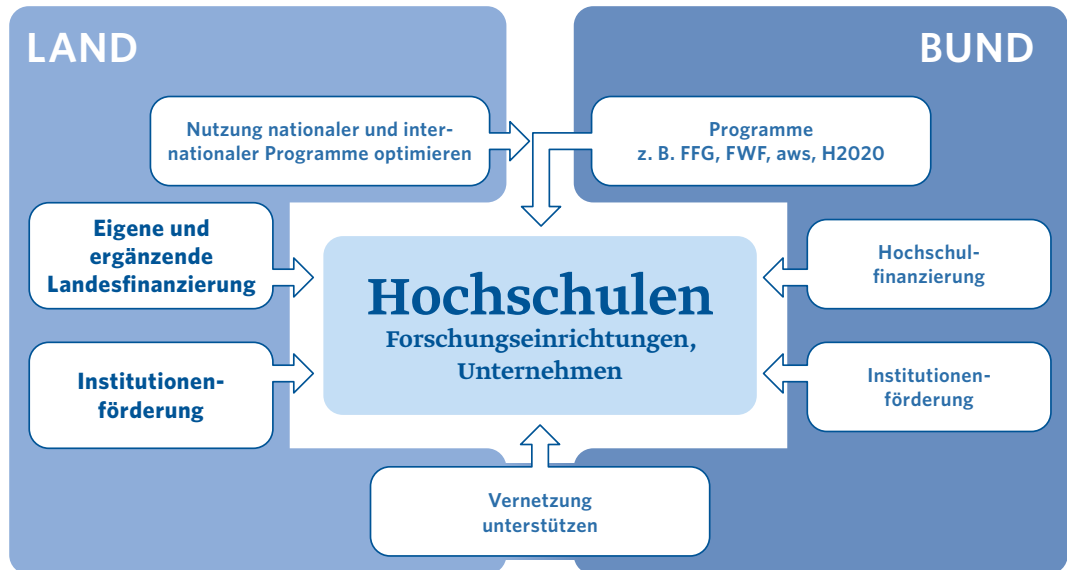 LAND
BUND
Nutzung nationaler und inter-
nationaler Programme optimieren
Programme
z. B. FFG, FWF, aws, H2020
Eigene und
ergänzende
Landesfinanzierung
Hochschul-
finanzierung
Hochschulen
Forschungseinrichtungen,
Unternehmen
Institutionen-
förderung
Institutionen-
förderung
Vernetzung
unterstützen